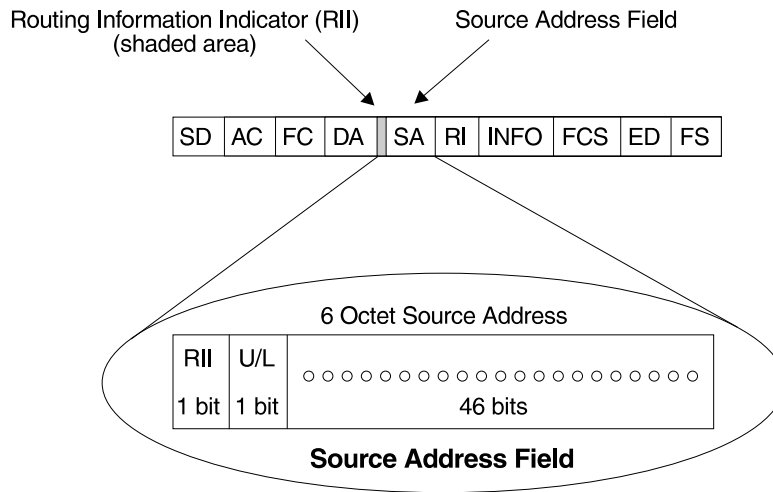 Routing Information Indicator (RII)
(shaded area)
Source Address Field
SD AC FC DA SA RI INFO FCS ED FS
6 Octet Source Address
RII U/L
1 bit 1 bit 46 bits
Source Address Field